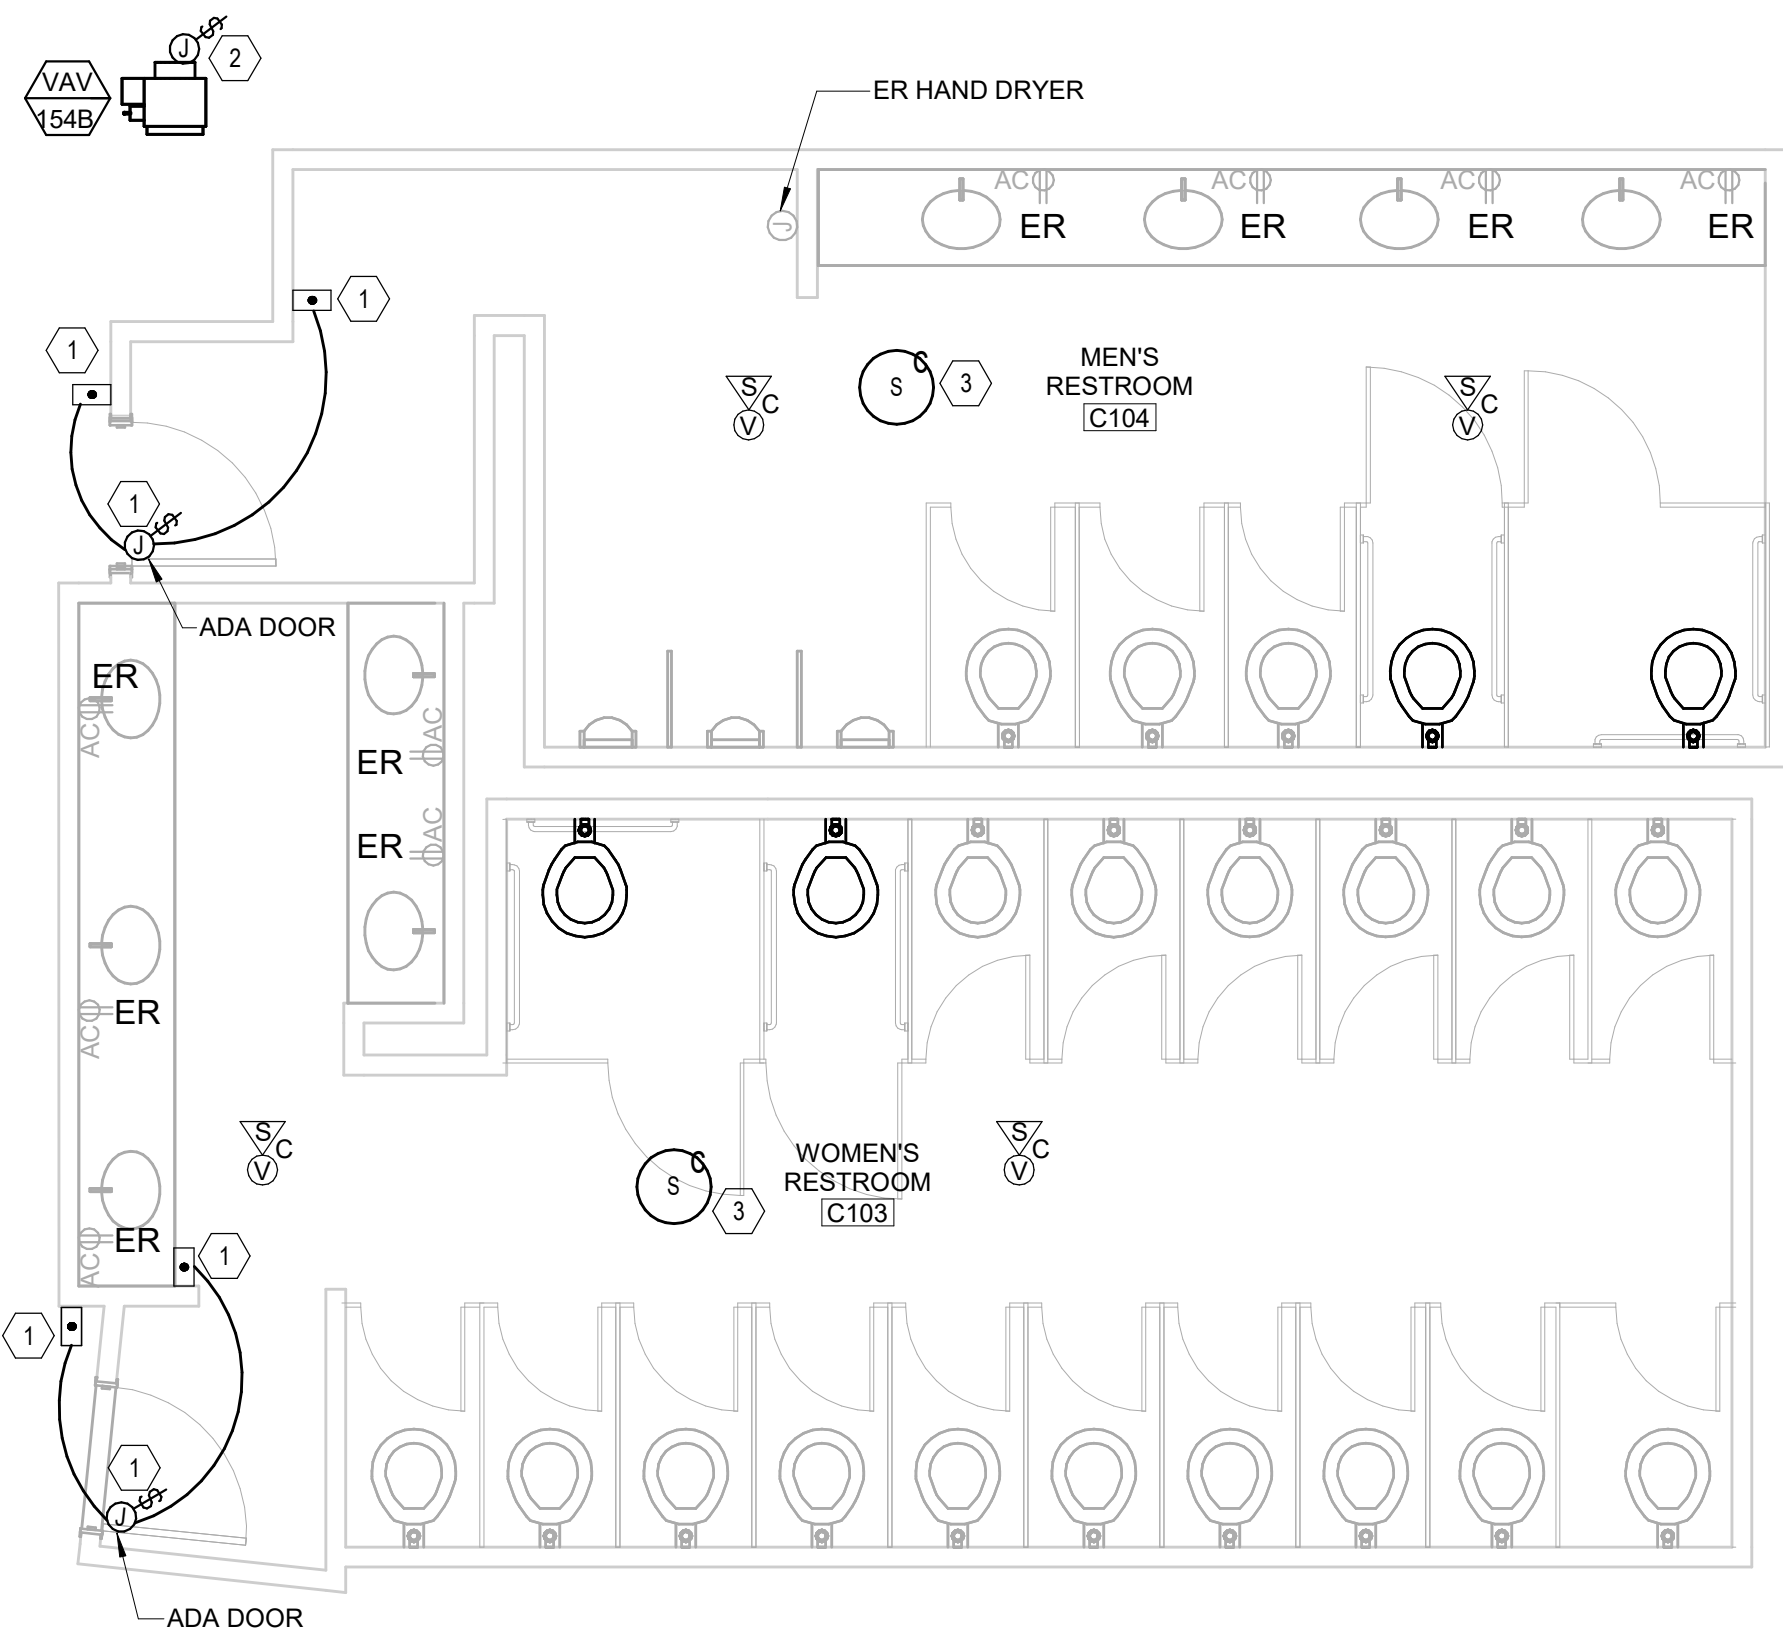 $
J
2
VAV
154B
ER HAND DRYER
J
AC
AC
AC
AC
ER
ER
ER
ER
1
1
S
C
V
C
S
3
MEN'S
RESTROOM
C104
S
C
V
1
$
J
ADA DOOR
ER
AC
AC
ER
AC
ER
AC
ER
AC
ER
S
C
V
C
S
3
WOMEN'S
RESTROOM
C103
S
C
V
1
1
1
$
J
ADA DOOR